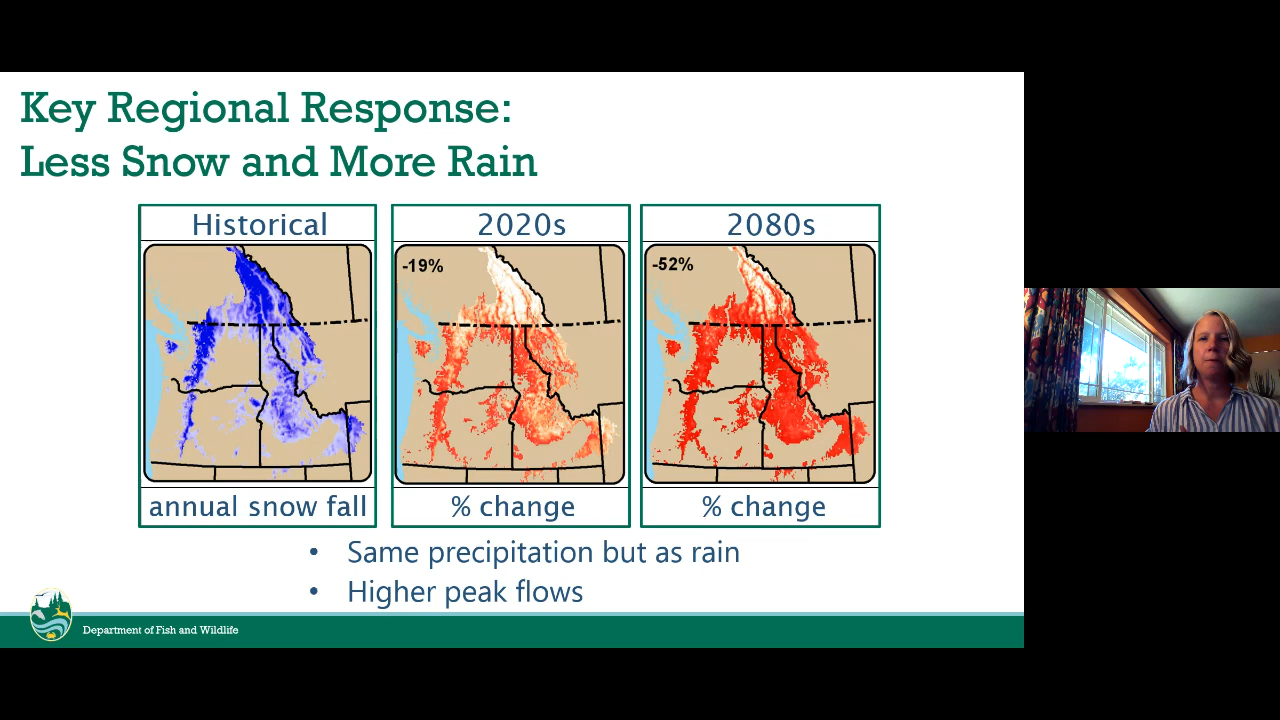 Key Regional Response:
Less Snow and More Rain
Historical
2020s
2080s
-19%
-52%
annual snow fall
% change
% change
• Same precipitation but as rain
• Higher peak flows
Department of Fish and Wildlife